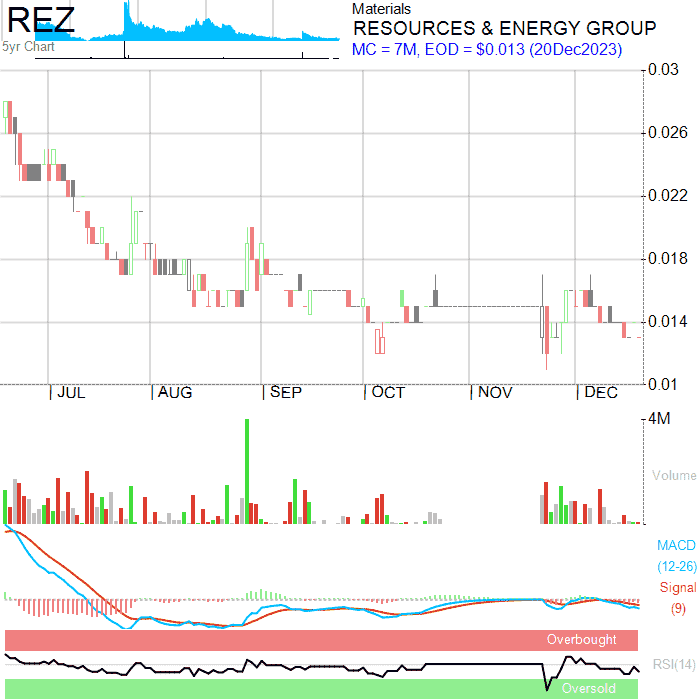 REZ
5yr Chart
Materials
RESOURCES & ENERGY GROUP
MC = 7M, EOD = $0.013 (20Dec2023)
0.03
0.026
0.022
0.018
0.014
0.01
JUL AUG SEP OCT NOV DEC
4M
Volume
MACD
(12-26)
Signal
(9)
Overbought
RSI(14)
Oversold